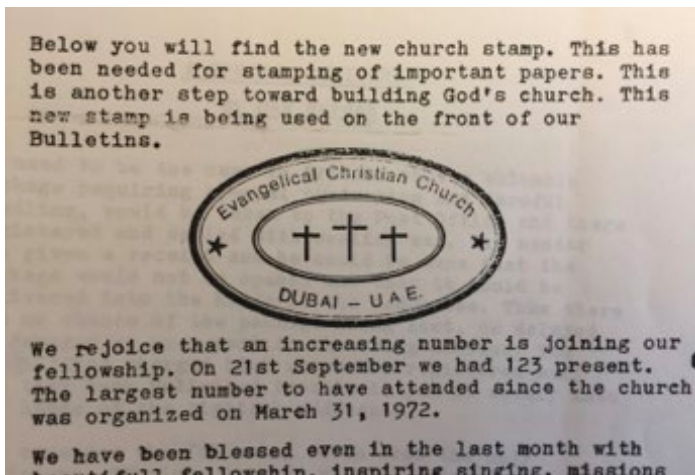 Below you will find the new church stamp. This has
been needed for stamping of important papers. This
is another step toward building God's church. This
new stamp is being used on the front of our
Bulletins.
Evangelical Christian Church
DUBAI – U A E.
We rejoice that an increasing number is joining our
fellowship. On 21st September we had 123 present.
The largest number to have attended since the church
was organized on March 31, 1972.
We have been blessed even in the last month with
fellowship, inspiring singing, missions